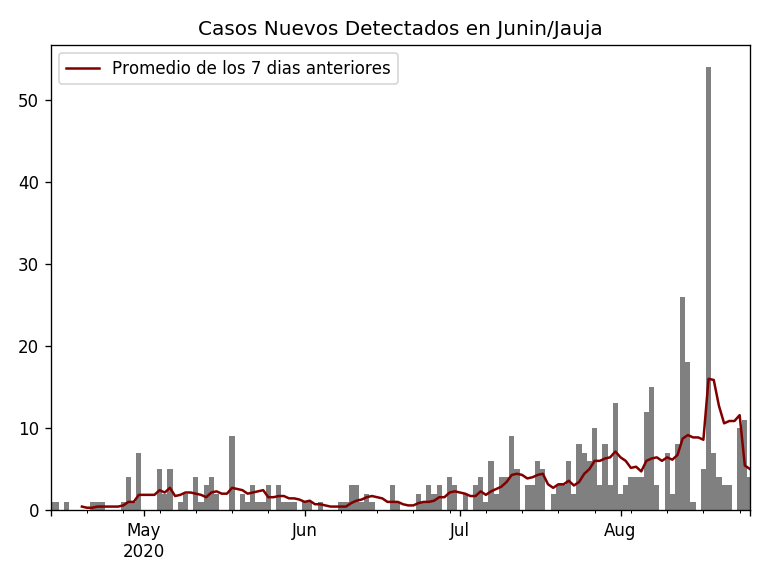 Casos Nuevos Detectados en Junin/Jauja
Promedio de los 7 dias anteriores
50
40
30
20
10
0
May
2020
Jun
Jul
Aug